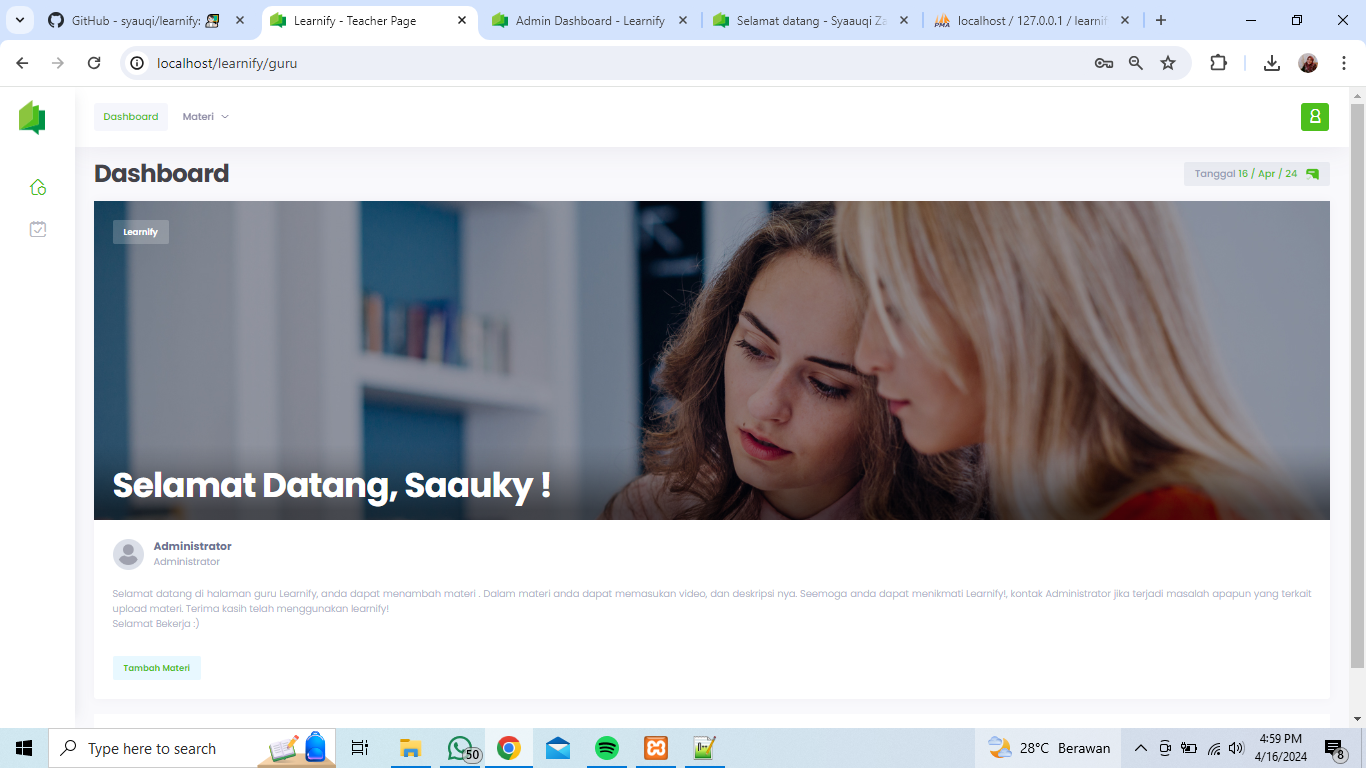 GitHub - syauqi/learnify:
Learnify - Teacher Page
Admin Dashboard - Learnify
Selamat datang - Syaauqi Za
PMA
localhost / 127.0.0.1 / learnif
localhost/learnify/guru
Dashboard
Materi
Dashboard
Tanggal 16 / Apr / 24
Learnify
Selamat Datang, Saauky !
Administrator
Administrator
Selamat datang di halaman guru Learnify, anda dapat menambah materi . Dalam materi anda dapat memasukan video, dan deskripsi nya. Seemoga anda dapat menikmati Learnify!, kontak Administrator jika terjadi masalah apapun yang terkait
upload materi. Terima kasih telah menggunakan learnify!
Selamat Bekerja :)
Tambah Materi
Type here to search
50
28°C Berawan
4:59 PM
4/16/2024
8